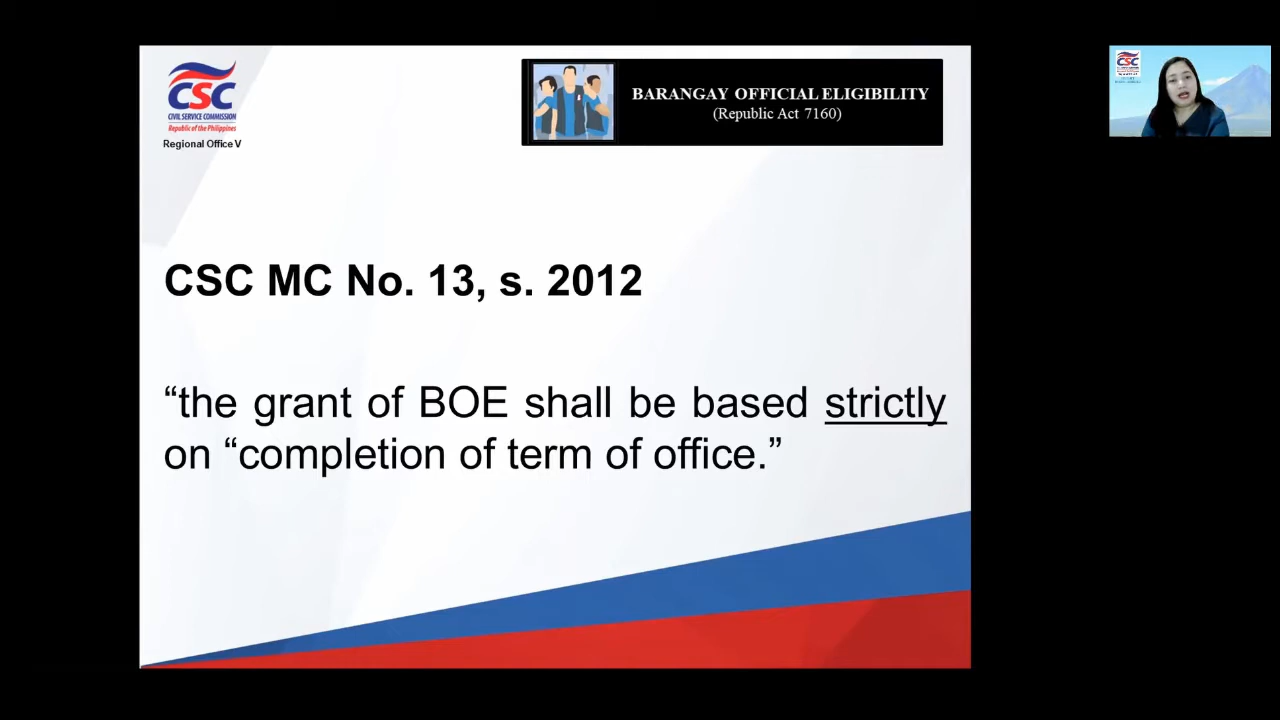 CSC
CIVIL SERVICE COMMISSION
Republic of the Philippines
Regional Office V
BARANGAY OFFICIAL ELIGIBILITY
(Republic Act 7160)
CSC MC No. 13, s. 2012
“the grant of BOE shall be based strictly
on “completion of term of office.”
CSC